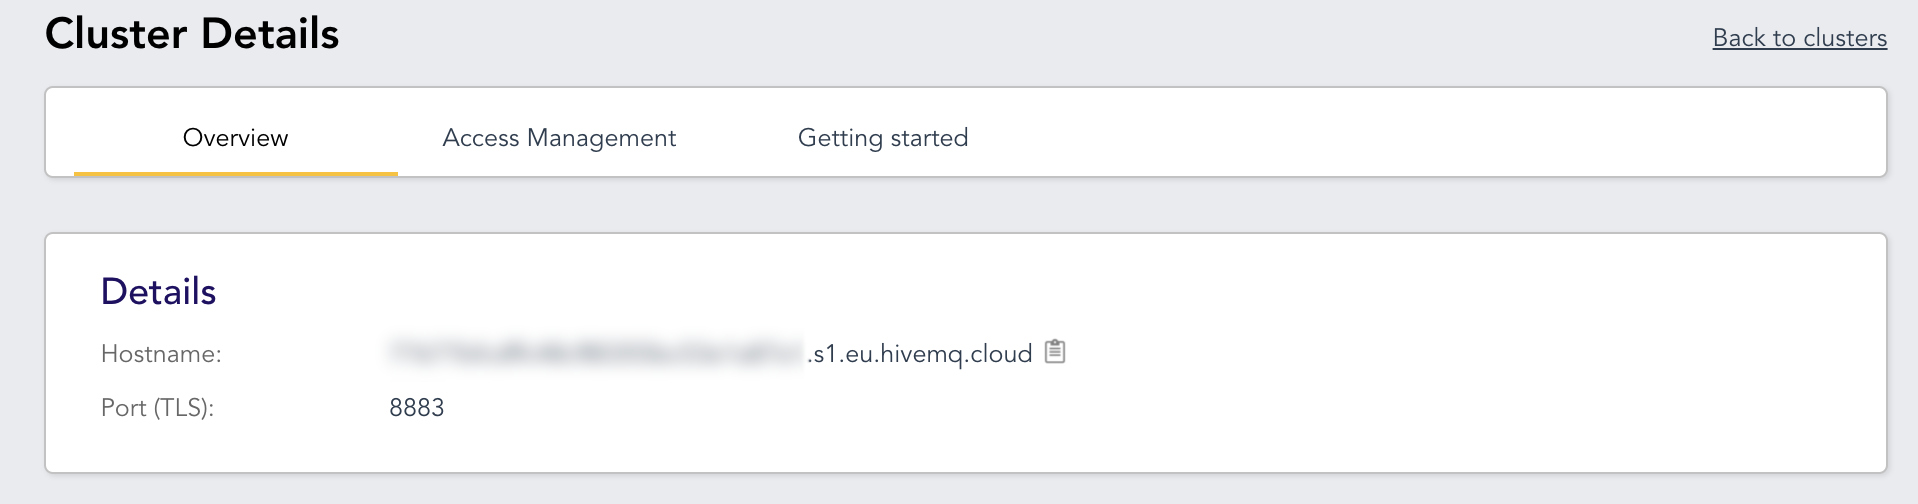 Cluster Details
Back to clusters
Overview Access Management Getting started
Details
Hostname: .s1.eu.hivemq.cloud
Port (TLS): 8883